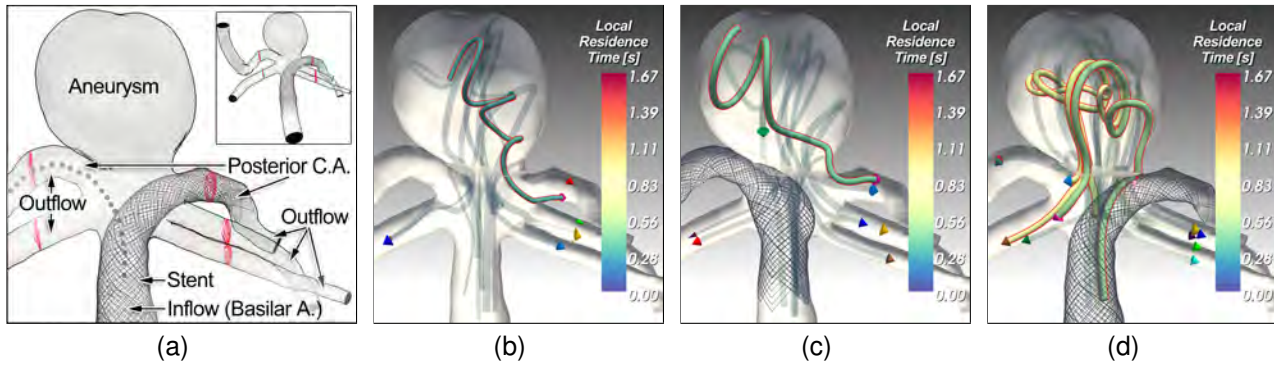 Aneurysm
Posterior C.A.
Outflow
Outflow
Stent
Inflow (Basilar A.)
(a)
Local
Residence
Time [s]
1.67
1.39
1.11
0.83
0.56
0.28
0.00
(b)
Local
Residence
Time [s]
1.67
1.39
1.11
0.83
0.56
0.28
0.00
(c)
Local
Residence
Time [s]
1.67
1.39
1.11
0.83
0.56
0.28
0.00
(d)